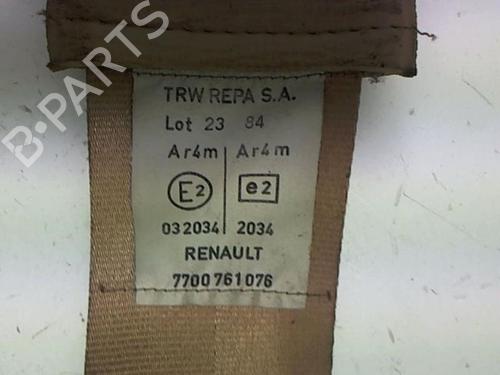 B-PARTS
TRW REPA S.A.
Lot 23 84
Ar4m Ar4m
E2 e2
032034 2034
RENAULT
7700761076